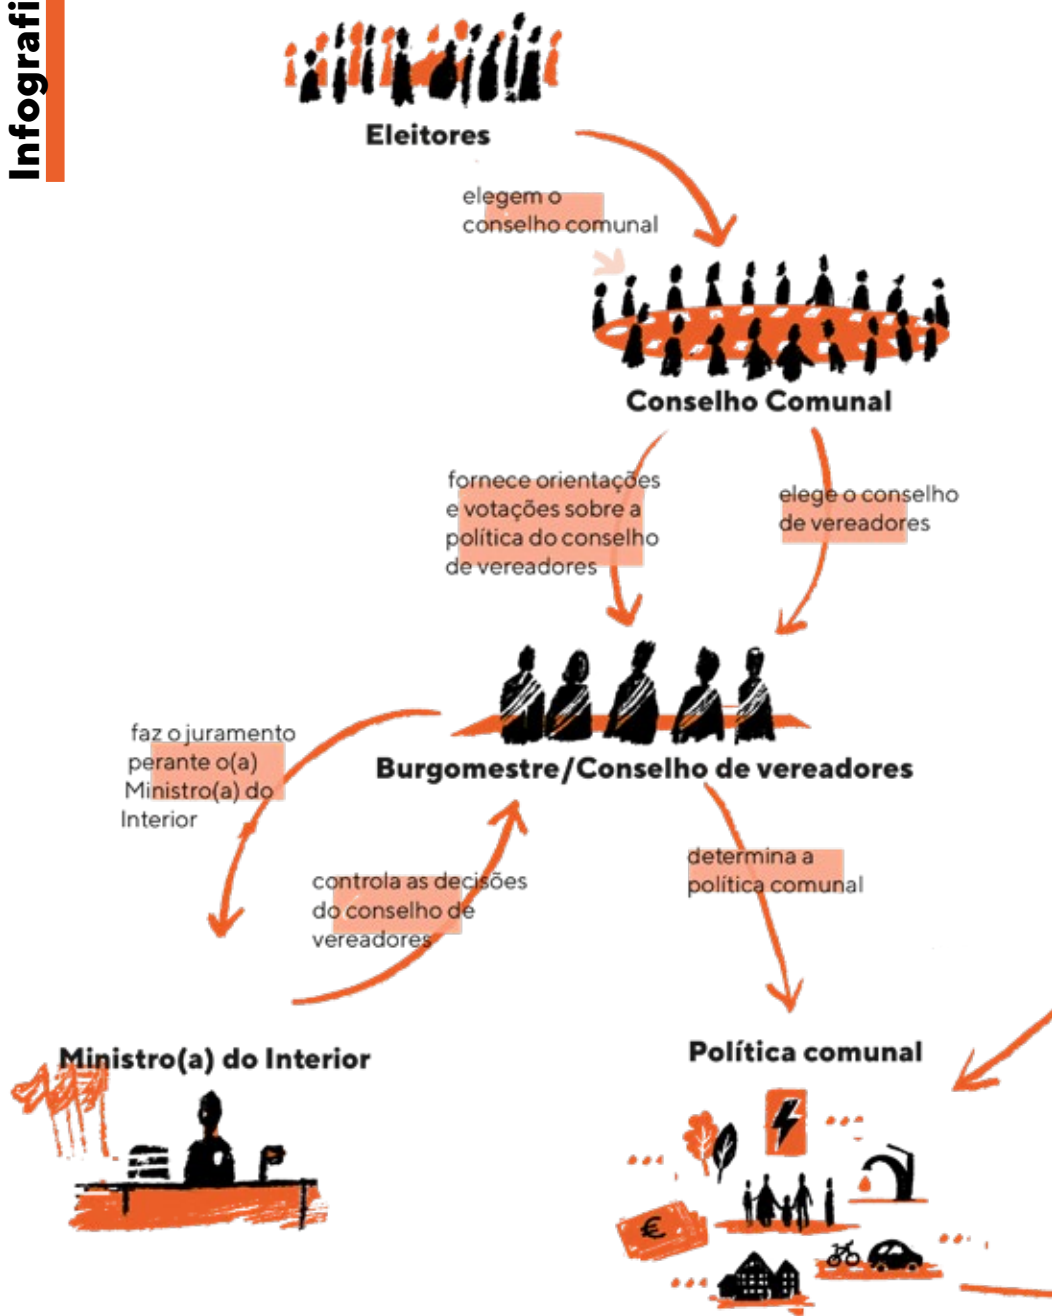 Infografi
Eleitores
elegem o
conselho comunal
Conselho Comunal
fornece orientações
e votações sobre a
política do conselho
de vereadores
elege o conselho
de vereadores
Burgomestre/Conselho de vereadores
faz o juramento
perante o(a)
Ministro(a) do
Interior
controla as decisões
do conselho de
vereadores
determina a
política comunal
Ministro(a) do Interior
Política comunal
€